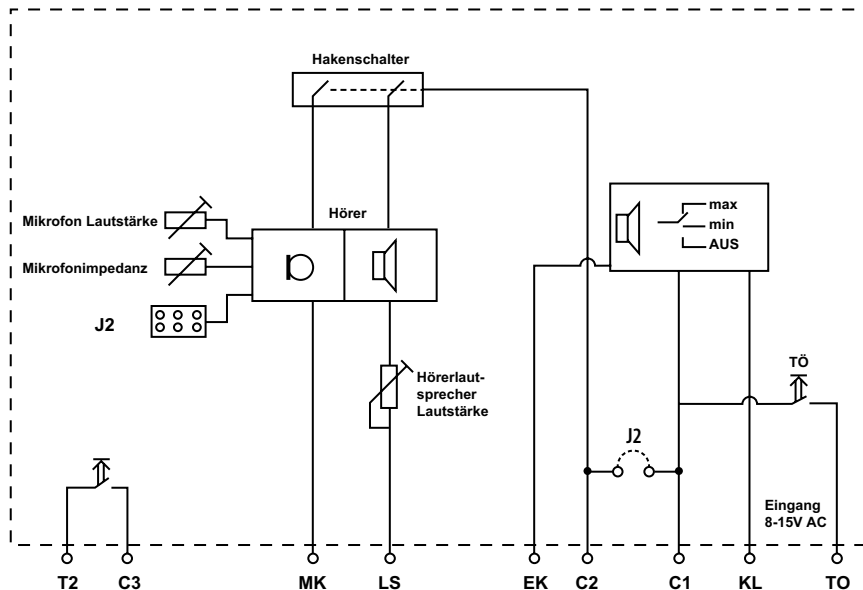 Hakenschalter
max
min
AUS
Mikrofon Lautstärke
Hörer
Mikrofonimpedanz
J2
TÖ
Hörerlaut-
sprecher
Lautstärke
J2
Eingang
8-15V AC
T2 C3 MK LS EK C2 C1 KL TO